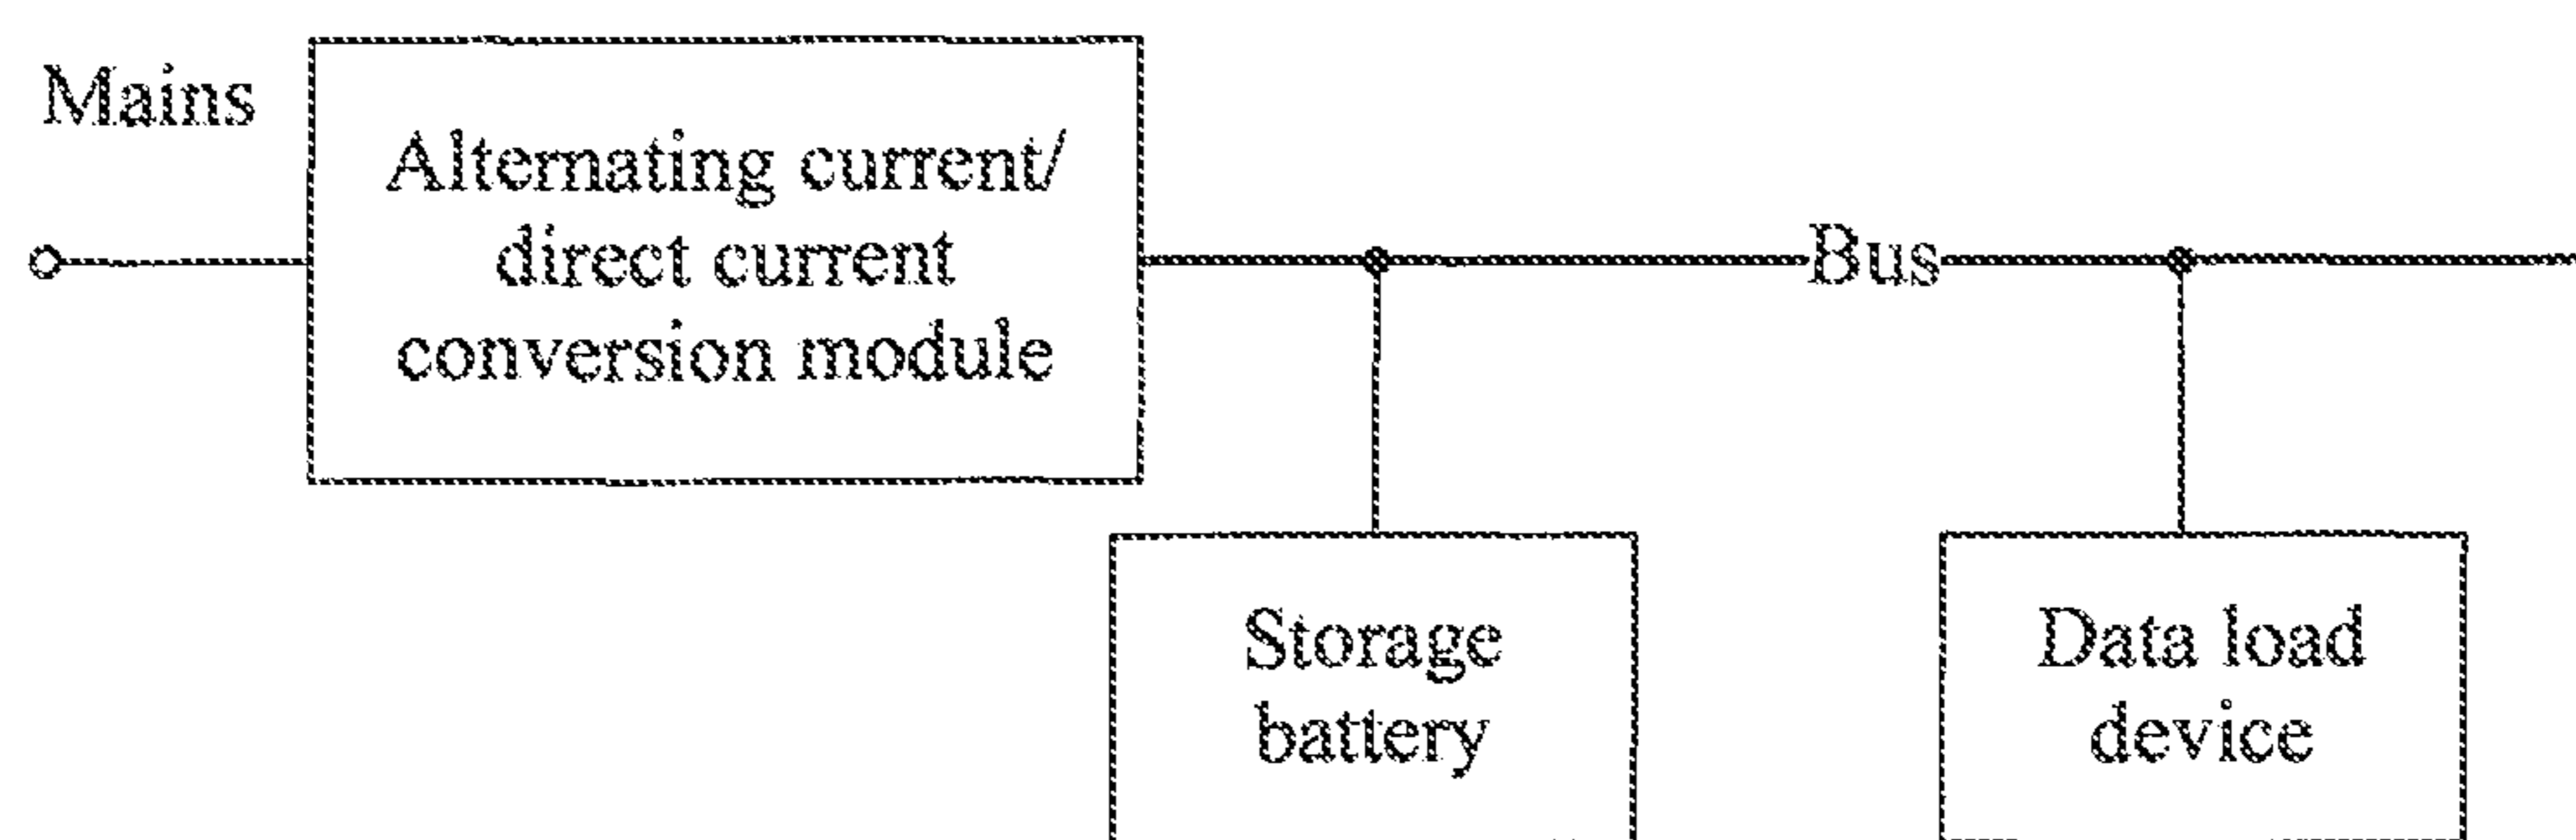 Mains
Alternating current/
direct current
conversion module
Bus
Storage
battery
Data load
device